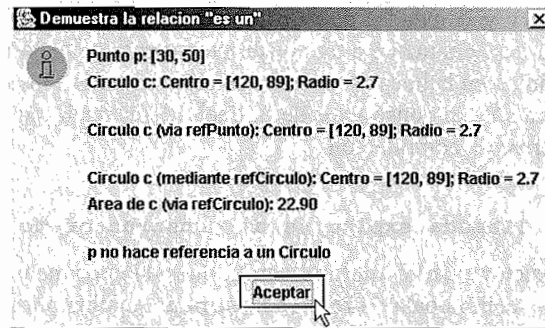 Demuestra la relacion "es un"
Punto p: [30, 50]
Circulo c: Centro = [120, 89]; Radio = 2.7
Circulo c (via refPunto): Centro = [120, 89]; Radio = 2.7
Circulo c (mediante refCirculo): Centro = [120, 89]; Radio = 2.7
Area de c (via refCirculo): 22.90
p no hace referencia a un Circulo
Aceptar